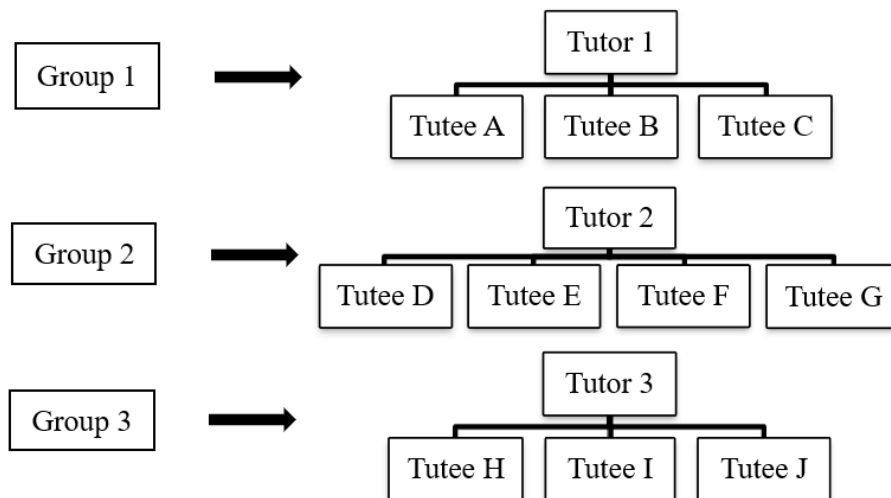 Group 1
Tutor 1
Tutee A
Tutee B
Tutee C
Group 2
Tutor 2
Tutee D
Tutee E
Tutee F
Tutee G
Group 3
Tutor 3
Tutee H
Tutee I
Tutee J